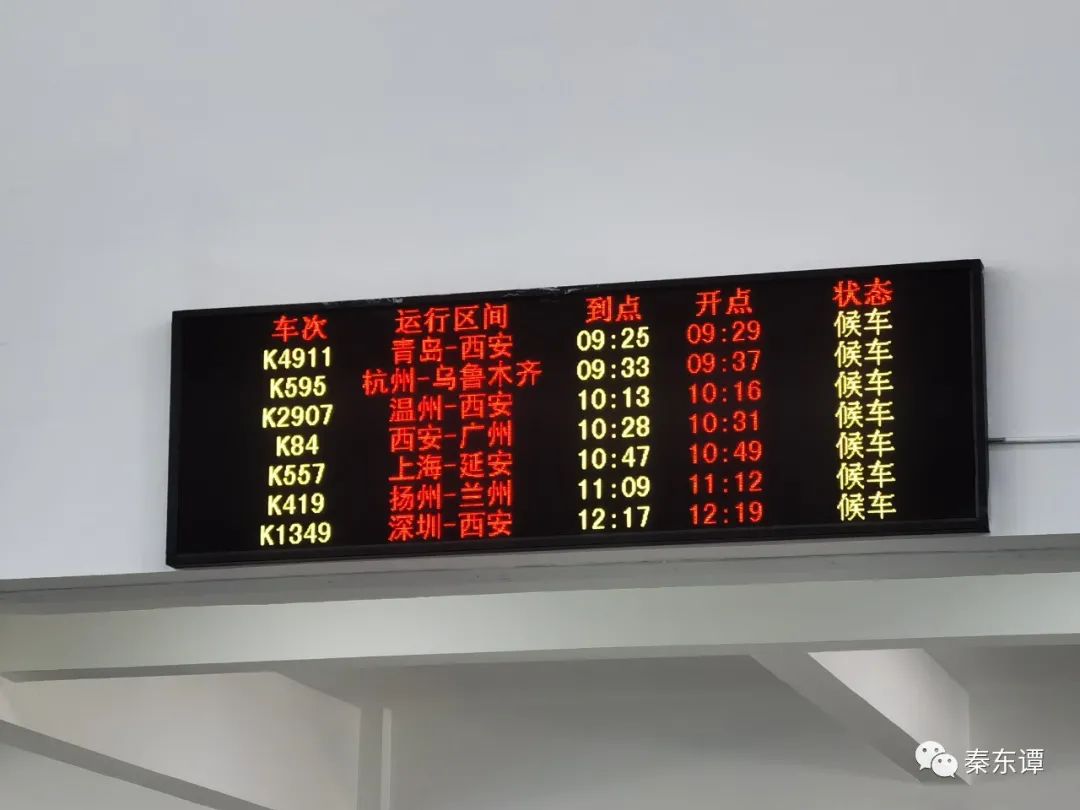 车次 运行区间 到点 开点 状态
K4911 青岛-西安 09:25 09:29 候车
K595 杭州-乌鲁木齐 09:33 09:37 候车
K2907 温州-西安 10:13 10:16 候车
K84 西安-广州 10:28 10:31 候车
K557 上海-延安 10:47 10:49 候车
K419 扬州-兰州 11:09 11:12 候车
K1349 深圳-西安 12:17 12:19 候车
秦东谭